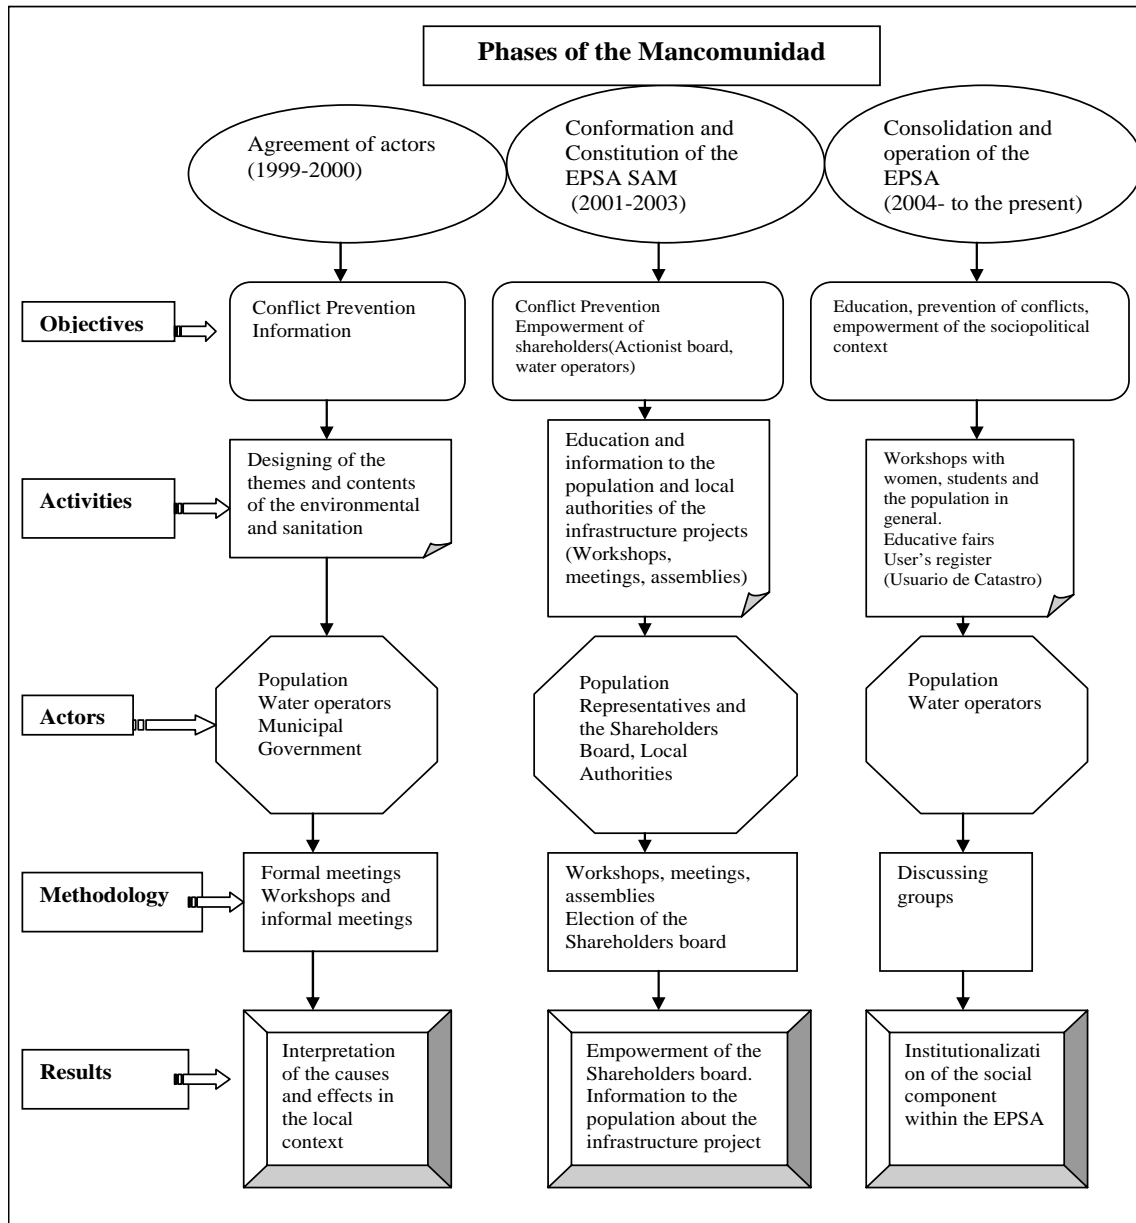 Phases of the Mancomunidad
Agreement of actors
(1999-2000)
Conformation and
Constitution of the
EPSA SAM
(2001-2003)
Consolidation and
operation of the
EPSA
(2004- to the present)
Objectives
Conflict Prevention
Information
Conflict Prevention
Empowerment of
shareholders(Actionist board,
water operators)
Education, prevention of conflicts,
empowerment of the sociopolitical
context
Activities
Designing of the
themes and contents
of the environmental
and sanitation
Education and
information to the
population and local
authorities of the
infrastructure projects
(Workshops,
meetings, assemblies)
Workshops with
women, students and
the population in
general.
Educative fairs
User's register
(Usuario de Catastro)
Actors
Population
Water operators
Municipal
Government
Population
Representatives and
the Shareholders
Board, Local
Authorities
Population
Water operators
Methodology
Formal meetings
Workshops and
informal meetings
Workshops, meetings,
assemblies
Election of the
Shareholders board
Discussing
groups
Results
Interpretation
of the causes
and effects in
the local
context
Empowerment of the
Shareholders board.
Information to the
population about the
infrastructure project
Institutionalizati
on of the social
component
within the EPSA